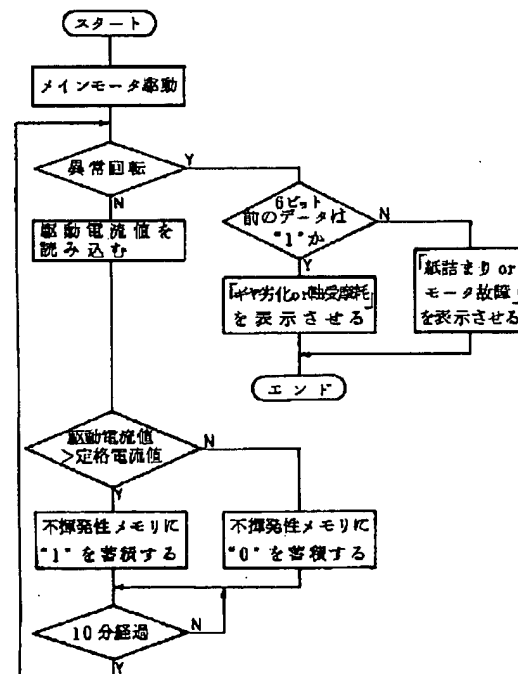 スタート
メインモータ駆動
異常回転
Y
N
6ビット
前のデータは
"1"か
N
Y
駆動電流値を
読み込む
「ギヤ劣化or軸受摩耗」
を表示させる
「紙詰まりor
モータ故障」
を表示させる
エンド
駆動電流値
>定格電流値
N
Y
不揮発性メモリに
"1"を蓄積する
不揮発性メモリに
"0"を蓄積する
10分経過
N
Y